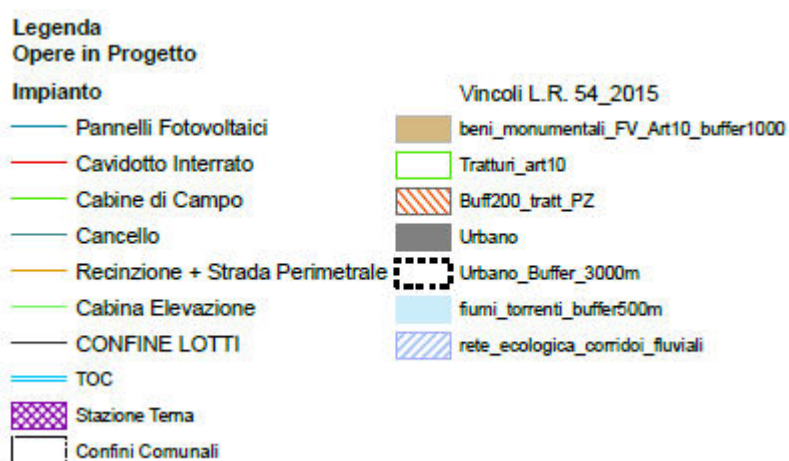 Legenda
Opere in Progetto
Impianto
Pannelli Fotovoltaici
Cavidotto Interrato
Cabine di Campo
Cancello
Recinzione + Strada Perimetrale
Cabina Elevazione
CONFINE LOTTI
TOC
Stazione Terna
Confini Comunali
Vincoli L.R. 54_2015
beni_monumentali_FV_Art10_buffer1000
Tratturi_art10
Buff200_tratt_PZ
Urbano
Urbano_Buffer_3000m
fiumi_torrenti_buffer500m
rete_ecologica_corridoi_fluviali